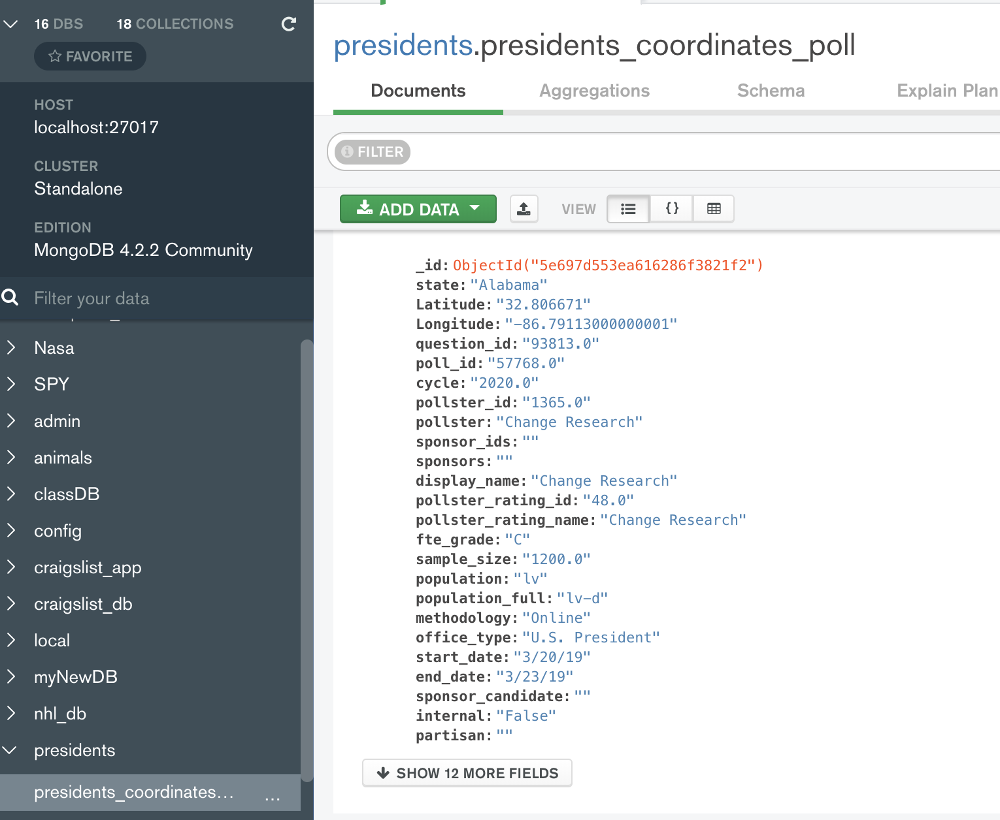 16 DBS 18 COLLECTIONS
FAVORITE
HOST
localhost:27017
CLUSTER
Standalone
EDITION
MongoDB 4.2.2 Community
Filter your data
Nasa
SPY
admin
animals
classDB
config
craigslist_app
craigslist_db
local
myNewDB
nhl_db
presidents
presidents_coordinates... ...
presidents.presidents_coordinates_poll
Documents Aggregations Schema Explain Plan
FILTER
ADD DATA VIEW {}
_id: ObjectId("5e697d553ea616286f3821f2")
state: "Alabama"
Latitude: "32.806671"
Longitude: "-86.79113000000001"
question_id: "93813.0"
poll_id: "57768.0"
cycle: "2020.0"
pollster_id: "1365.0"
pollster: "Change Research"
sponsor_ids: ""
sponsors: ""
display_name: "Change Research"
pollster_rating_id: "48.0"
pollster_rating_name: "Change Research"
fte_grade: "C"
sample_size: "1200.0"
population: "lv"
population_full: "lv-d"
methodology: "Online"
office_type: "U.S. President"
start_date: "3/20/19"
end_date: "3/23/19"
sponsor_candidate: ""
internal: "False"
partisan: ""
SHOW 12 MORE FIELDS